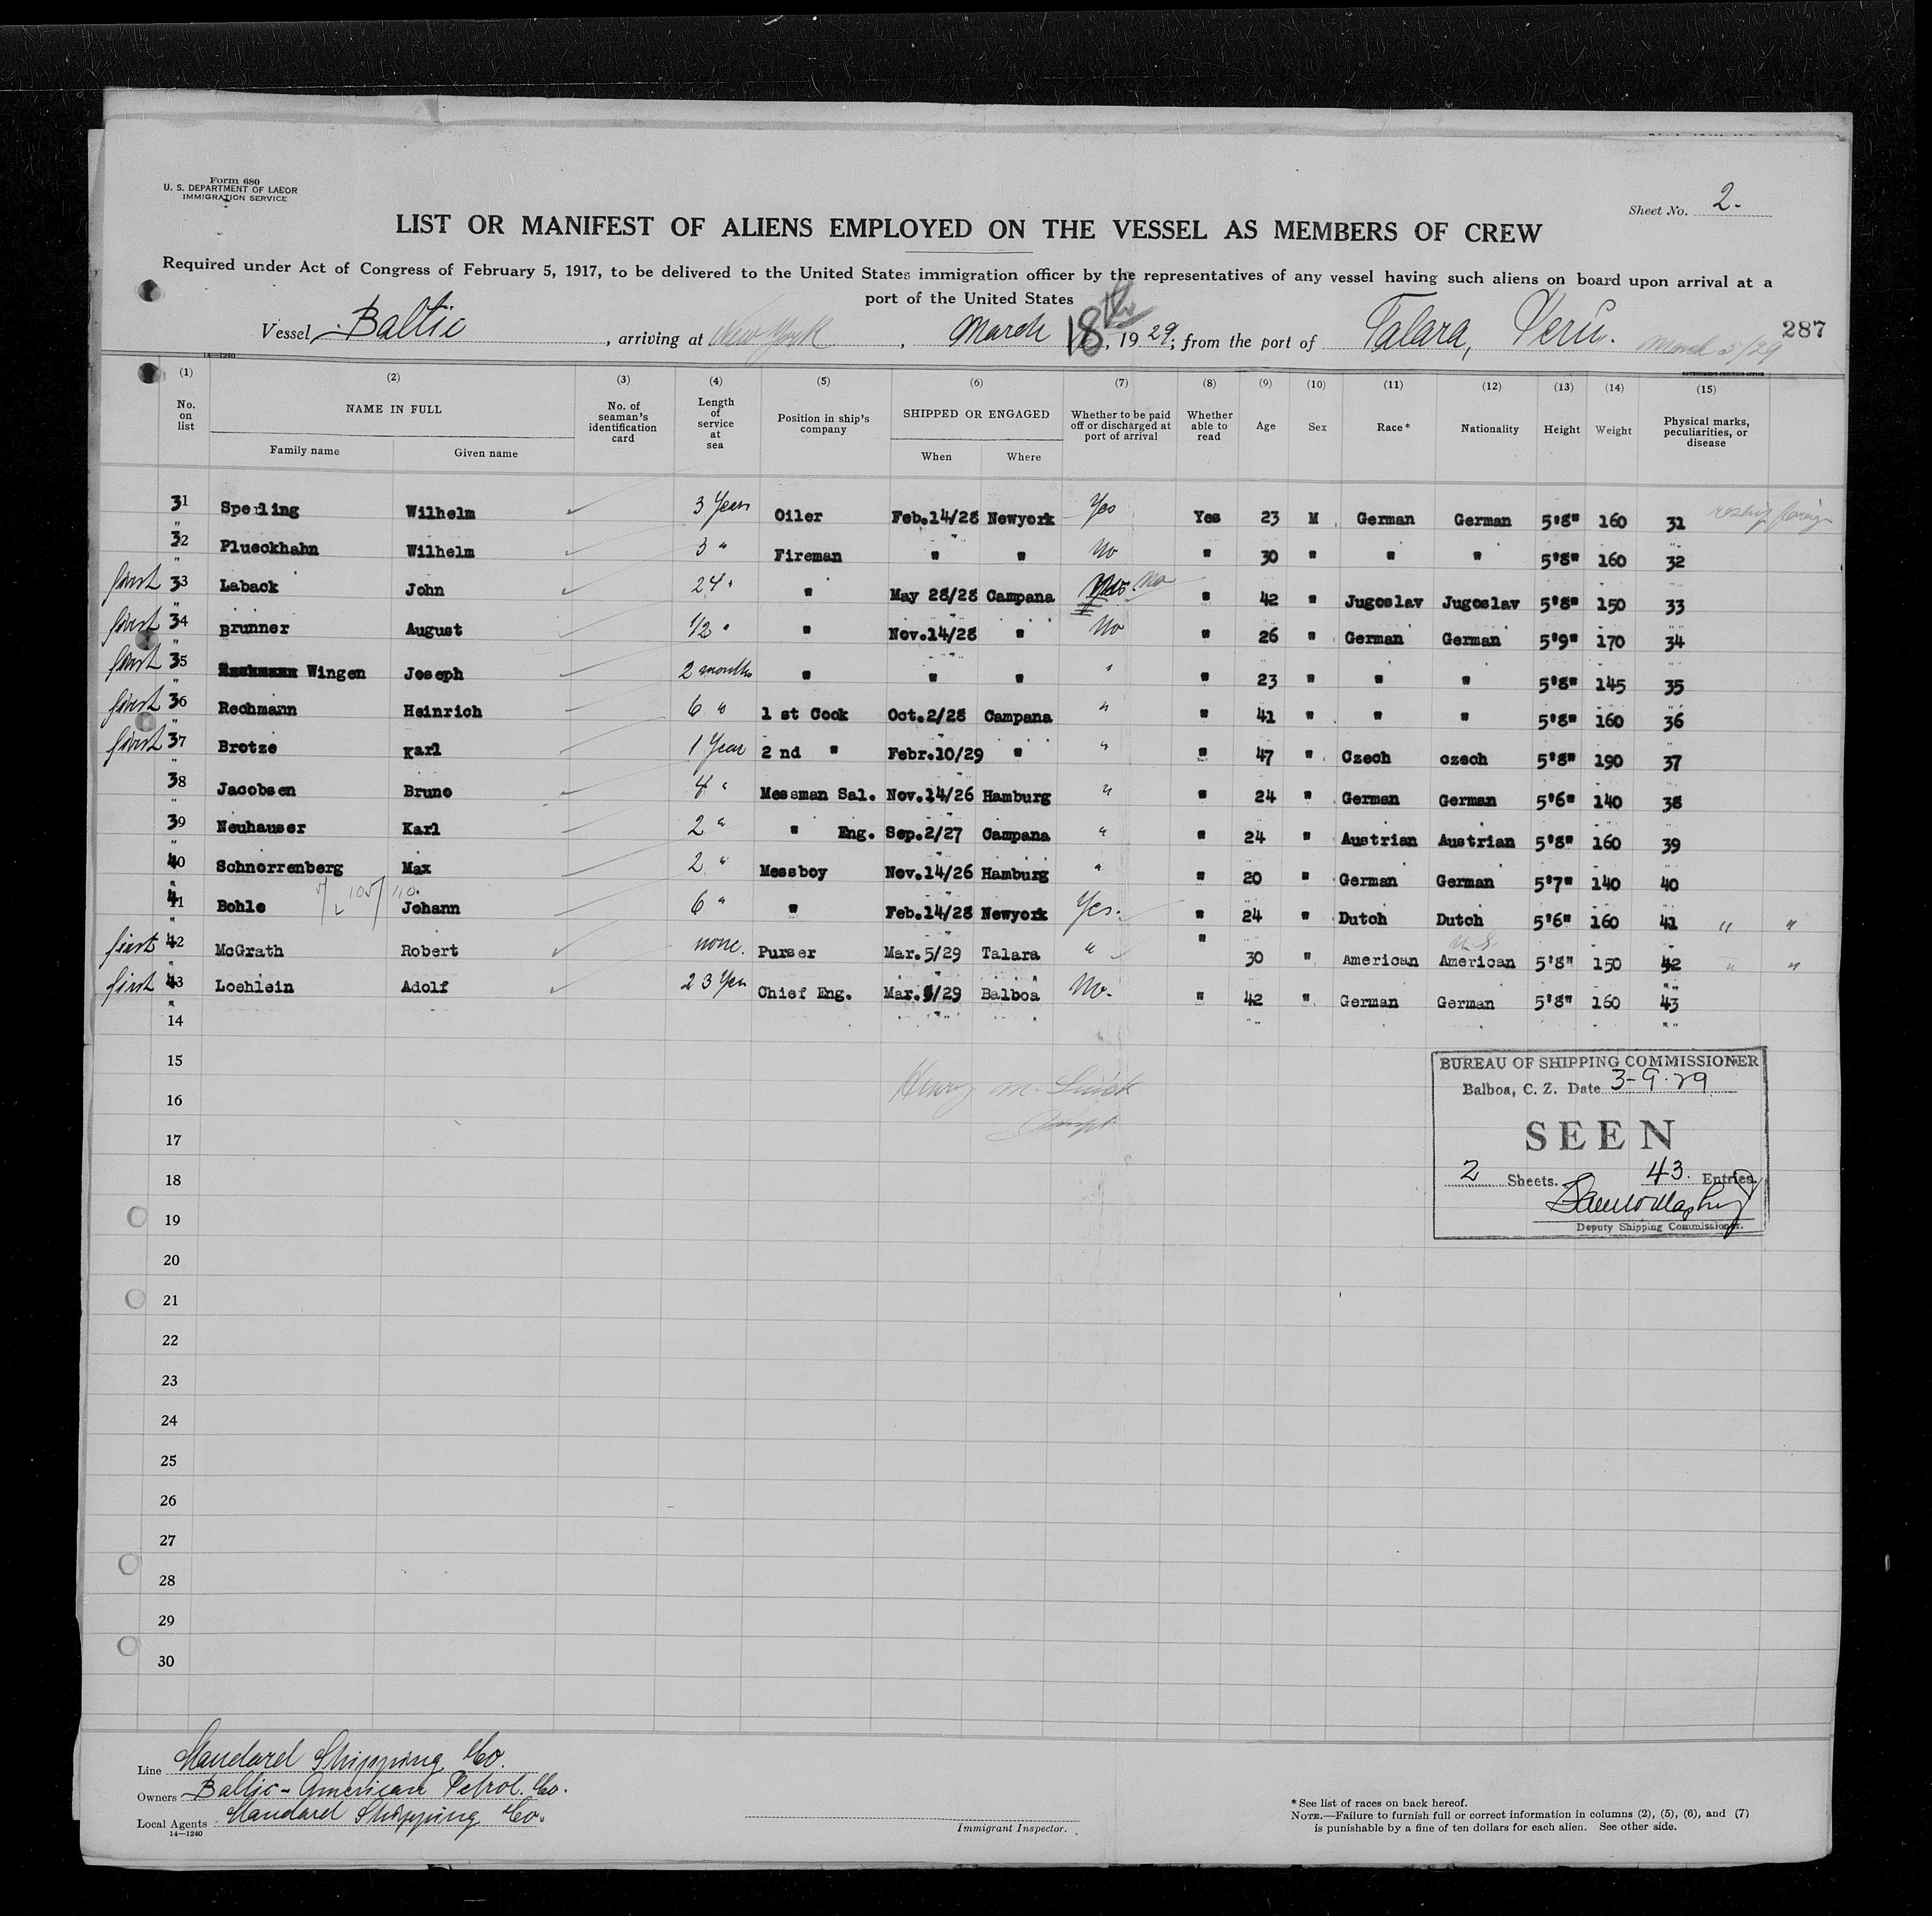 Form 680
U. S. DEPARTMENT OF LABOR
IMMIGRATION SERVICE
Sheet No. 2.
LIST OR MANIFEST OF ALIENS EMPLOYED ON THE VESSEL AS MEMBERS OF CREW
Required under Act of Congress of February 5, 1917, to be delivered to the United States immigration officer by the representatives of any vessel having such aliens on board upon arrival at a
port of the United States
Vessel Baltic, arriving at New York, March 18th, 1929; from the port of Talara, Peru. March 5/29 287
14—1240
(1) (2) (3) (4) (5) (6) (7) (8) (9) (10) (11) (12) (13) (14) (15)
No. on list NAME IN FULL Family name Given name No. of seaman's identification card Length of service at sea Position in ship's company SHIPPED OR ENGAGED When Where Whether to be paid off or discharged at port of arrival Whether able to read Age Sex Race* Nationality Height Weight Physical marks, peculiarities, or disease
31 Sperling Wilhelm 3 Years Oiler Feb.14/28 Newyork Yes Yes 23 M German German 5'8" 160 31 reship foreign
32 Plueckhahn Wilhelm 3 " Fireman " " No " 30 " " " 5'8" 160 32
first 33 Laback John 24 " " May 28/28 Campana No " 42 " Jugoslav Jugoslav 5'8" 150 33
first 34 Brunner August 1/2 " " Nov.14/28 " No " 26 " German German 5'9" 170 34
first 35 Wingen Joseph 2 months " " " " " 23 " " " 5'8" 145 35
first 36 Rechmann Heinrich 6 " 1 st Cook Oct.2/28 Campana " " 41 " " " 5'8" 160 36
first 37 Brotze Karl 1 Year 2 nd " Febr.10/29 " " " 47 " Czech czech 5'8" 190 37
38 Jacobsen Bruno 4 " Messman Sal. Nov.14/26 Hamburg " " 24 " German German 5'6" 140 38
39 Neuhauser Karl 2 " " Eng. Sep.2/27 Campana " " 24 " Austrian Austrian 5'8" 160 39
40 Schnorrenberg Max 2 " Messboy Nov.14/26 Hamburg " " 20 " German German 5'7" 140 40
41 Bohle Johann 6 " " Feb.14/28 Newyork Yes. " 24 " Dutch Dutch 5'6" 160 41 " "
first 42 McGrath Robert none. Purser Mar.5/29 Talara " " 30 " American American U.S. 5'8" 150 42 " "
first 43 Loehlein Adolf 23 Yea Chief Eng. Mar. /29 Balboa No. " 42 " German German 5'8" 160 43
14
15
16
17
18
19
20
21
22
23
24
25
26
27
28
29
30
BUREAU OF SHIPPING COMMISSIONER
Balboa, C. Z. Date 3-9-29
SEEN
2 Sheets. 43. Entries.
Deputy Shipping Commissioner.
Line Standard Shipping Co.
Owners Baltic-American Petrol. Co.
Local Agents Standard Shipping Co.
14—1240
Immigrant Inspector.
*See list of races on back hereof.
NOTE.—Failure to furnish full or correct information in columns (2), (5), (6), and (7)
is punishable by a fine of ten dollars for each alien. See other side.